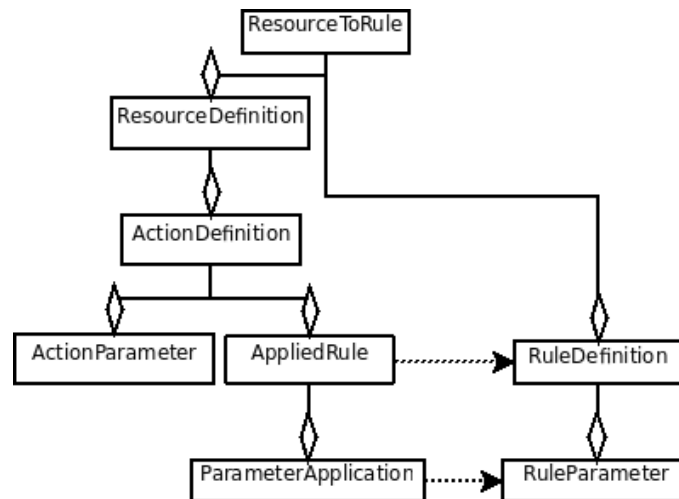 ResourceToRule
ResourceDefinition
ActionDefinition
ActionParameter
AppliedRule
RuleDefinition
ParameterApplication
RuleParameter